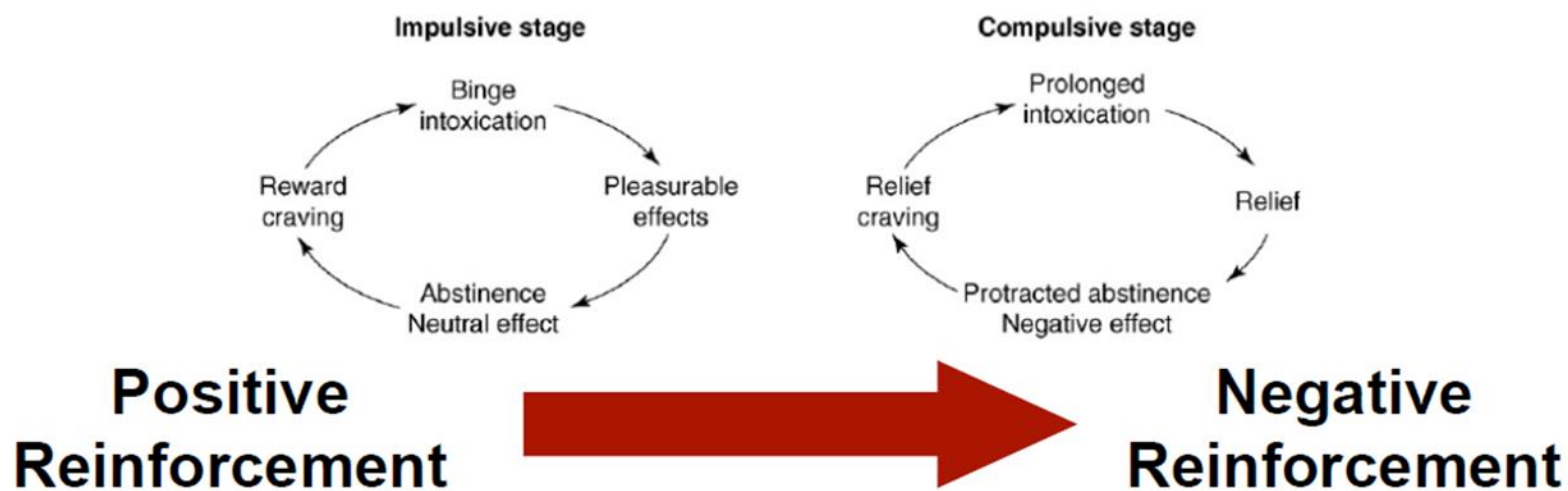 Impulsive stage
Binge
intoxication
Pleasurable
effects
Abstinence
Neutral effect
Reward
craving
Compulsive stage
Prolonged
intoxication
Relief
Protracted abstinence
Negative effect
Relief
craving
Positive
Reinforcement
Negative
Reinforcement